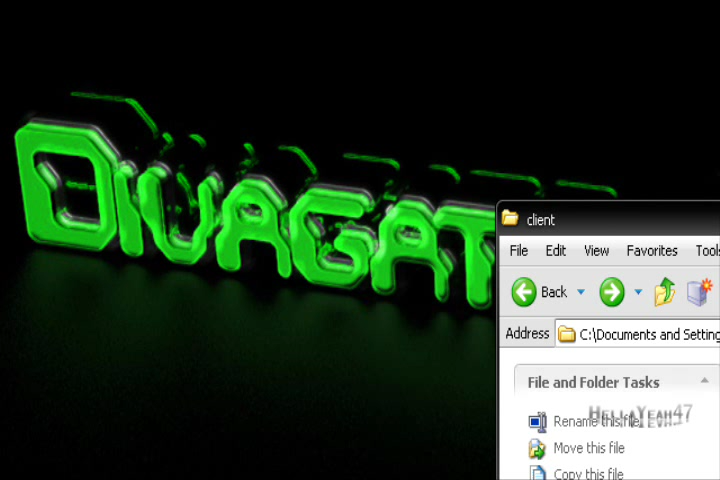 DIVAGAT
client
File Edit View Favorites Tools
Back
Address C:\Documents and Setting
File and Folder Tasks
Rename this file
HellaYeah47
Move this file
Copy this file